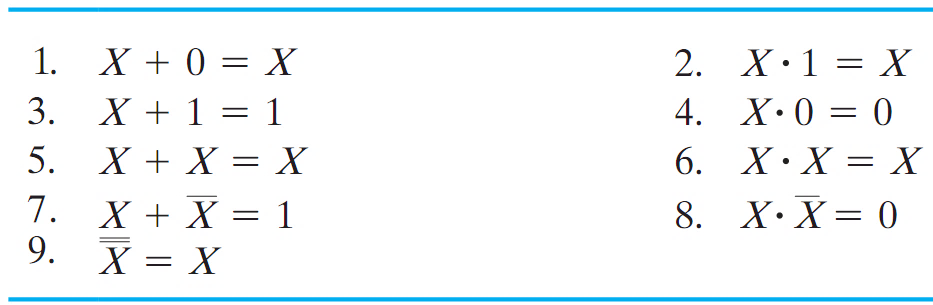 1. X + 0 = X 2. X · 1 = X
3. X + 1 = 1 4. X · 0 = 0
5. X + X = X 6. X · X = X
7. X + X̅ = 1 8. X · X̅ = 0
9. X̿ = X